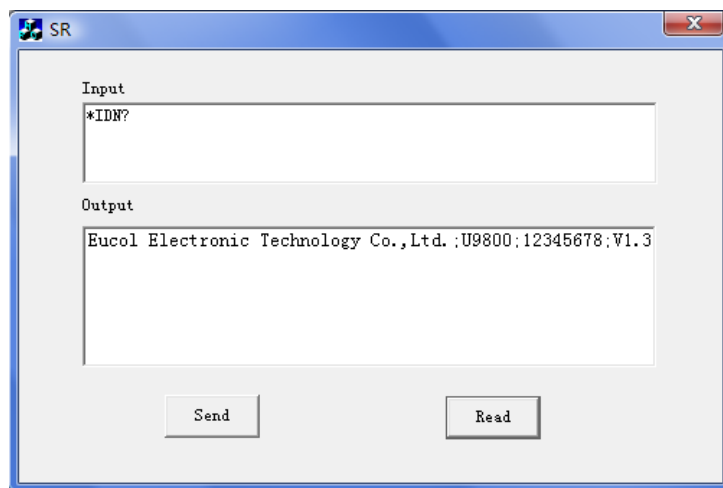 SR
Input
*IDN?
Output
Eucol Electronic Technology Co.,Ltd.;U9800;12345678;V1.3
Send
Read